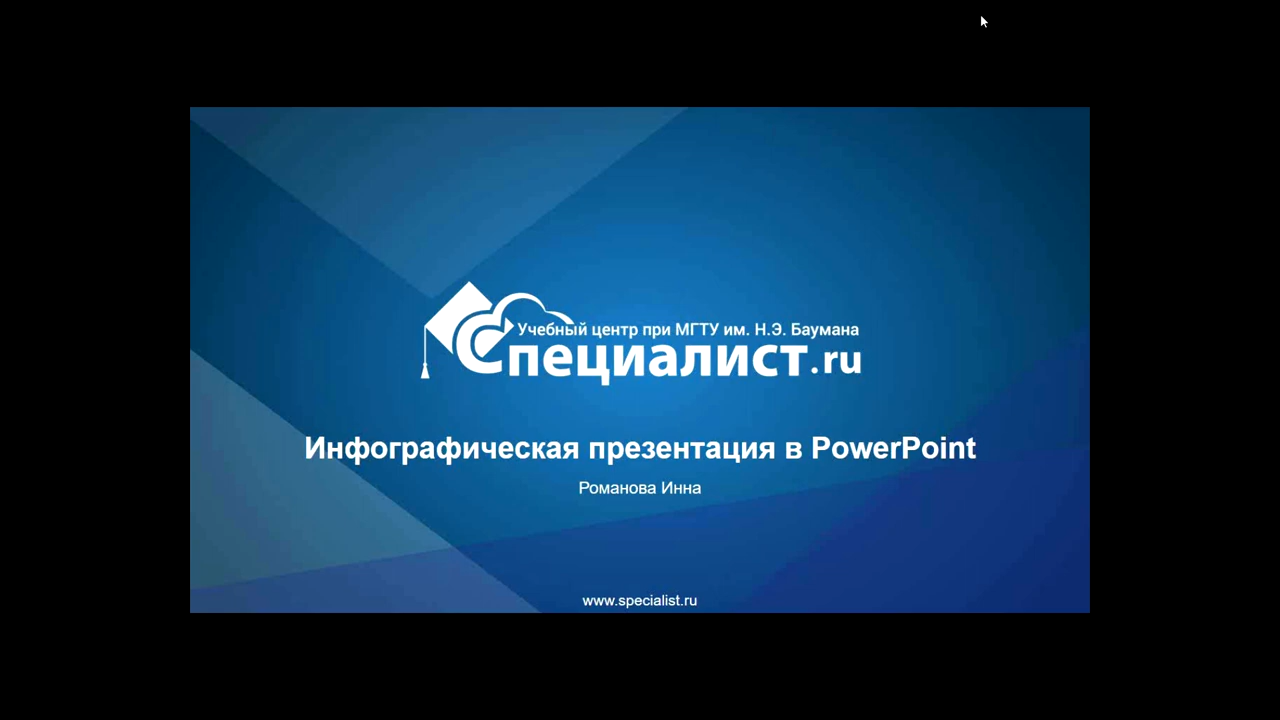 Учебный центр при МГТУ им. Н.Э. Баумана
Специалист.ru
Инфографическая презентация в PowerPoint
Романова Инна
www.specialist.ru